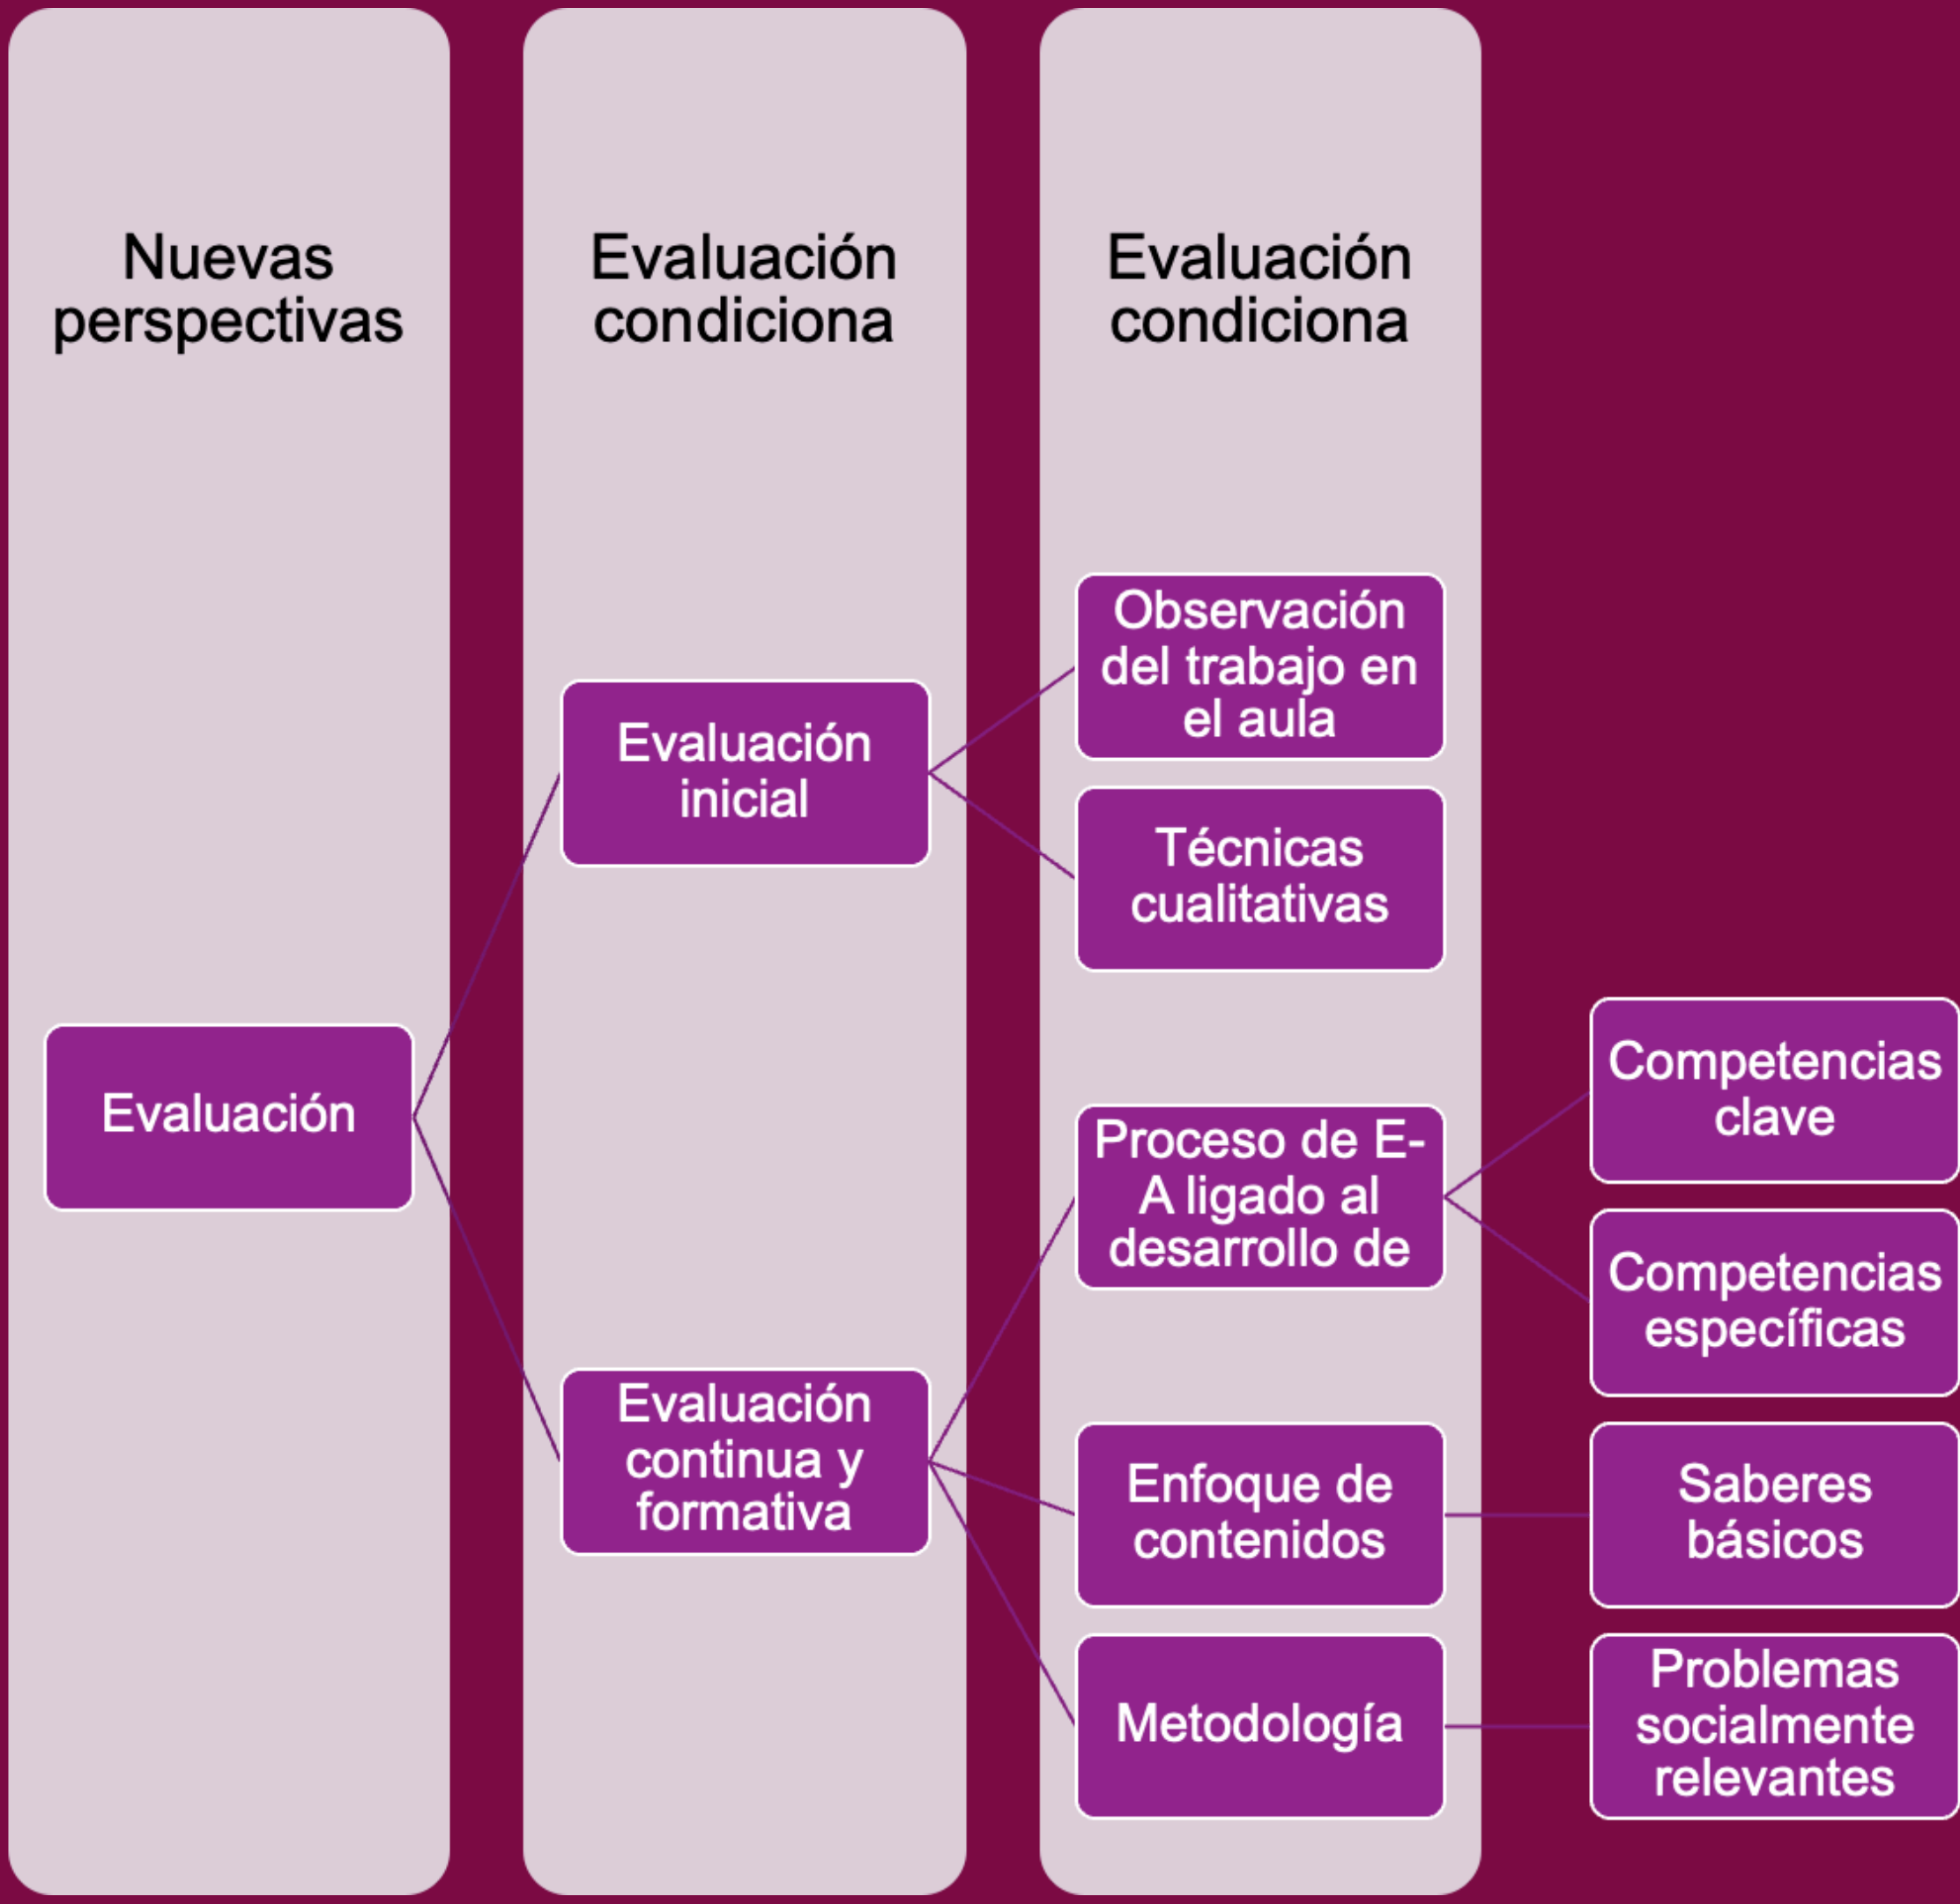 Nuevas
perspectivas
Evaluación
condiciona
Evaluación
condiciona
Evaluación
Evaluación
inicial
Evaluación
continua y
formativa
Observación
del trabajo en
el aula
Técnicas
cualitativas
Proceso de E-
A ligado al
desarrollo de
Enfoque de
contenidos
Metodología
Competencias
clave
Competencias
específicas
Saberes
básicos
Problemas
socialmente
relevantes